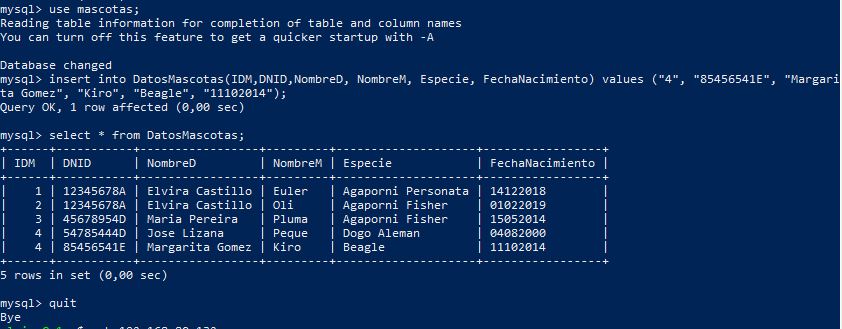 mysql> use mascotas;
Reading table information for completion of table and column names
You can turn off this feature to get a quicker startup with -A
Database changed
mysql> insert into DatosMascotas(IDM,DNID,NombreD, NombreM, Especie, FechaNacimiento) values ("4", "85456541E", "Margari
ta Gomez", "Kiro", "Beagle", "11102014");
Query OK, 1 row affected (0,00 sec)
mysql> select * from DatosMascotas;
+-----+-----------+-----------------+---------+-------------------+-----------------+
| IDM | DNID | NombreD | NombreM | Especie | FechaNacimiento |
+-----+-----------+-----------------+---------+-------------------+-----------------+
| 1 | 12345678A | Elvira Castillo | Euler | Agaporni Personata | 14122018 |
| 2 | 12345678A | Elvira Castillo | Oli | Agaporni Fisher | 01022019 |
| 3 | 45678954D | Maria Pereira | Pluma | Agaporni Fisher | 15052014 |
| 4 | 54785444D | Jose Lizana | Peque | Dogo Aleman | 04082000 |
| 4 | 85456541E | Margarita Gomez | Kiro | Beagle | 11102014 |
+-----+-----------+-----------------+---------+-------------------+-----------------+
5 rows in set (0,00 sec)
mysql> quit
Bye